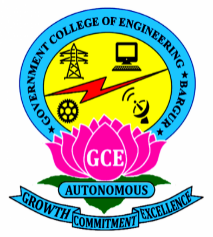 ★ GOVERNMENT COLLEGE OF ENGINEERING ★ BARGUR ★
GCE
AUTONOMOUS
GROWTH COMMITMENT EXCELLENCE